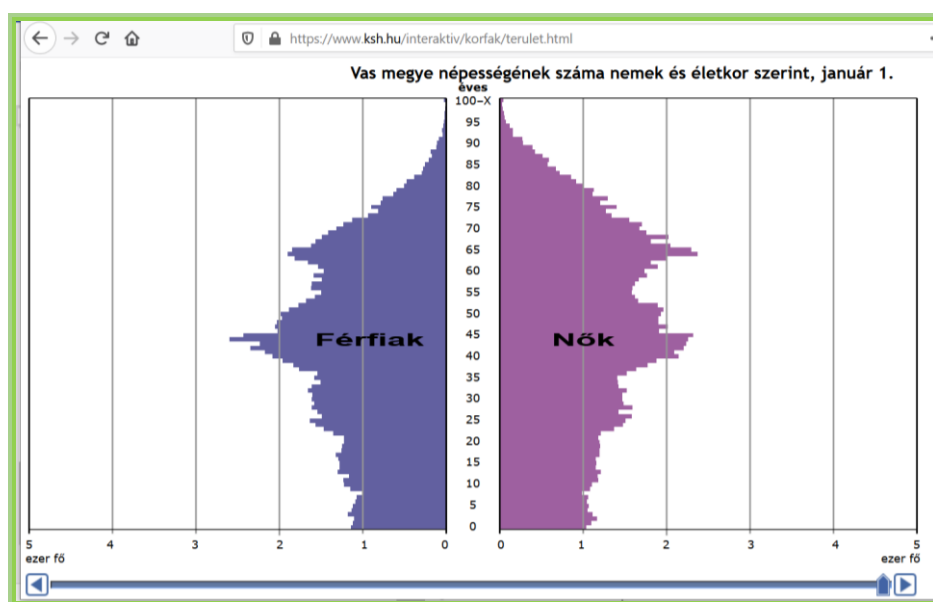 https://www.ksh.hu/interaktiv/korfak/terulet.html
Vas megye népességének száma nemek és életkor szerint, január 1.
éves
100-X
95
90
85
80
75
70
65
60
55
50
45
Férfiak
Nők
40
35
30
25
20
15
10
5
0
5 4 3 2 1 0 0 1 2 3 4 5
ezer fő ezer fő